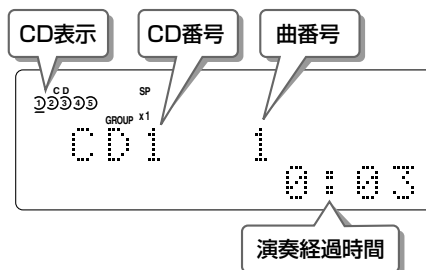 CD表示 CD番号 曲番号
CD SP
①②③④⑤
GROUP x1
CD1 1
0:03
演奏経過時間